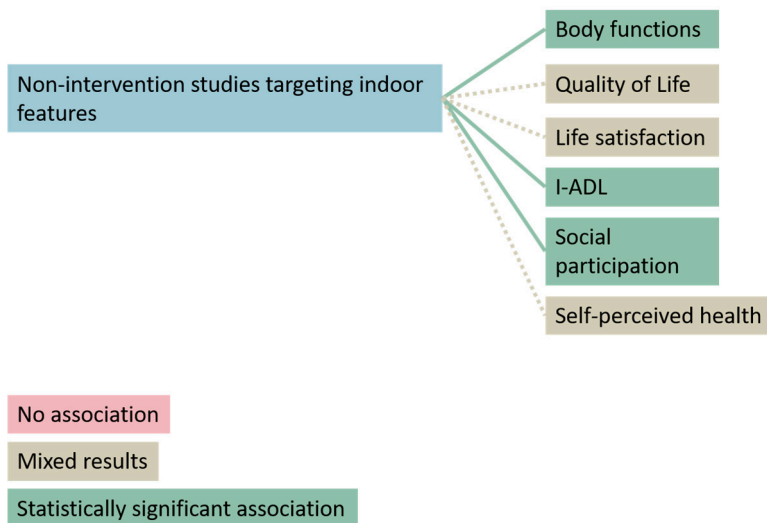 Body functions
Non-intervention studies targeting indoor
features
Quality of Life
Life satisfaction
I-ADL
Social
participation
Self-perceived health
No association
Mixed results
Statistically significant association